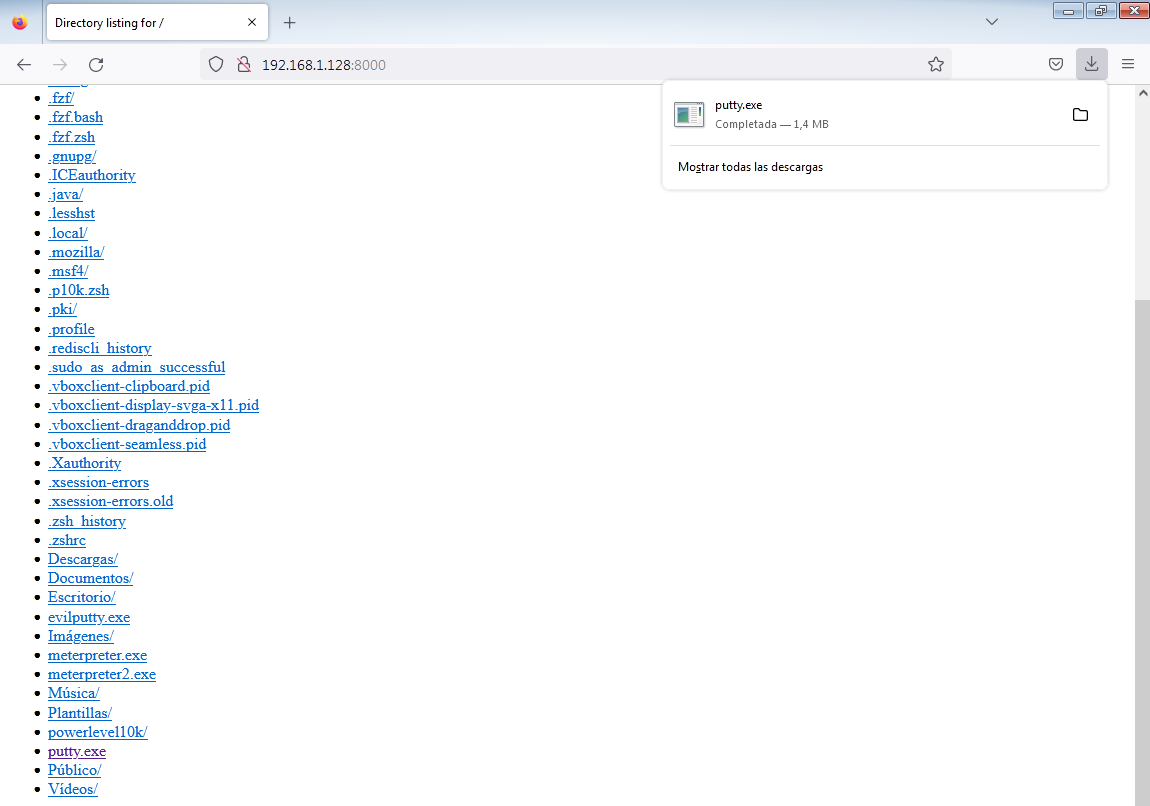 Directory listing for /
192.168.1.128:8000
putty.exe
Completada — 1,4 MB
Mostrar todas las descargas
.fzf/
.fzf.bash
.fzf.zsh
.gnupg/
.ICEauthority
.java/
.lesshst
.local/
.mozilla/
.msf4/
.p10k.zsh
.pki/
.profile
.rediscli_history
.sudo_as_admin_successful
.vboxclient-clipboard.pid
.vboxclient-display-svga-x11.pid
.vboxclient-draganddrop.pid
.vboxclient-seamless.pid
.Xauthority
.xsession-errors
.xsession-errors.old
.zsh_history
.zshrc
Descargas/
Documentos/
Escritorio/
evilputty.exe
Imágenes/
meterpreter.exe
meterpreter2.exe
Música/
Plantillas/
powerlevel10k/
putty.exe
Público/
Vídeos/